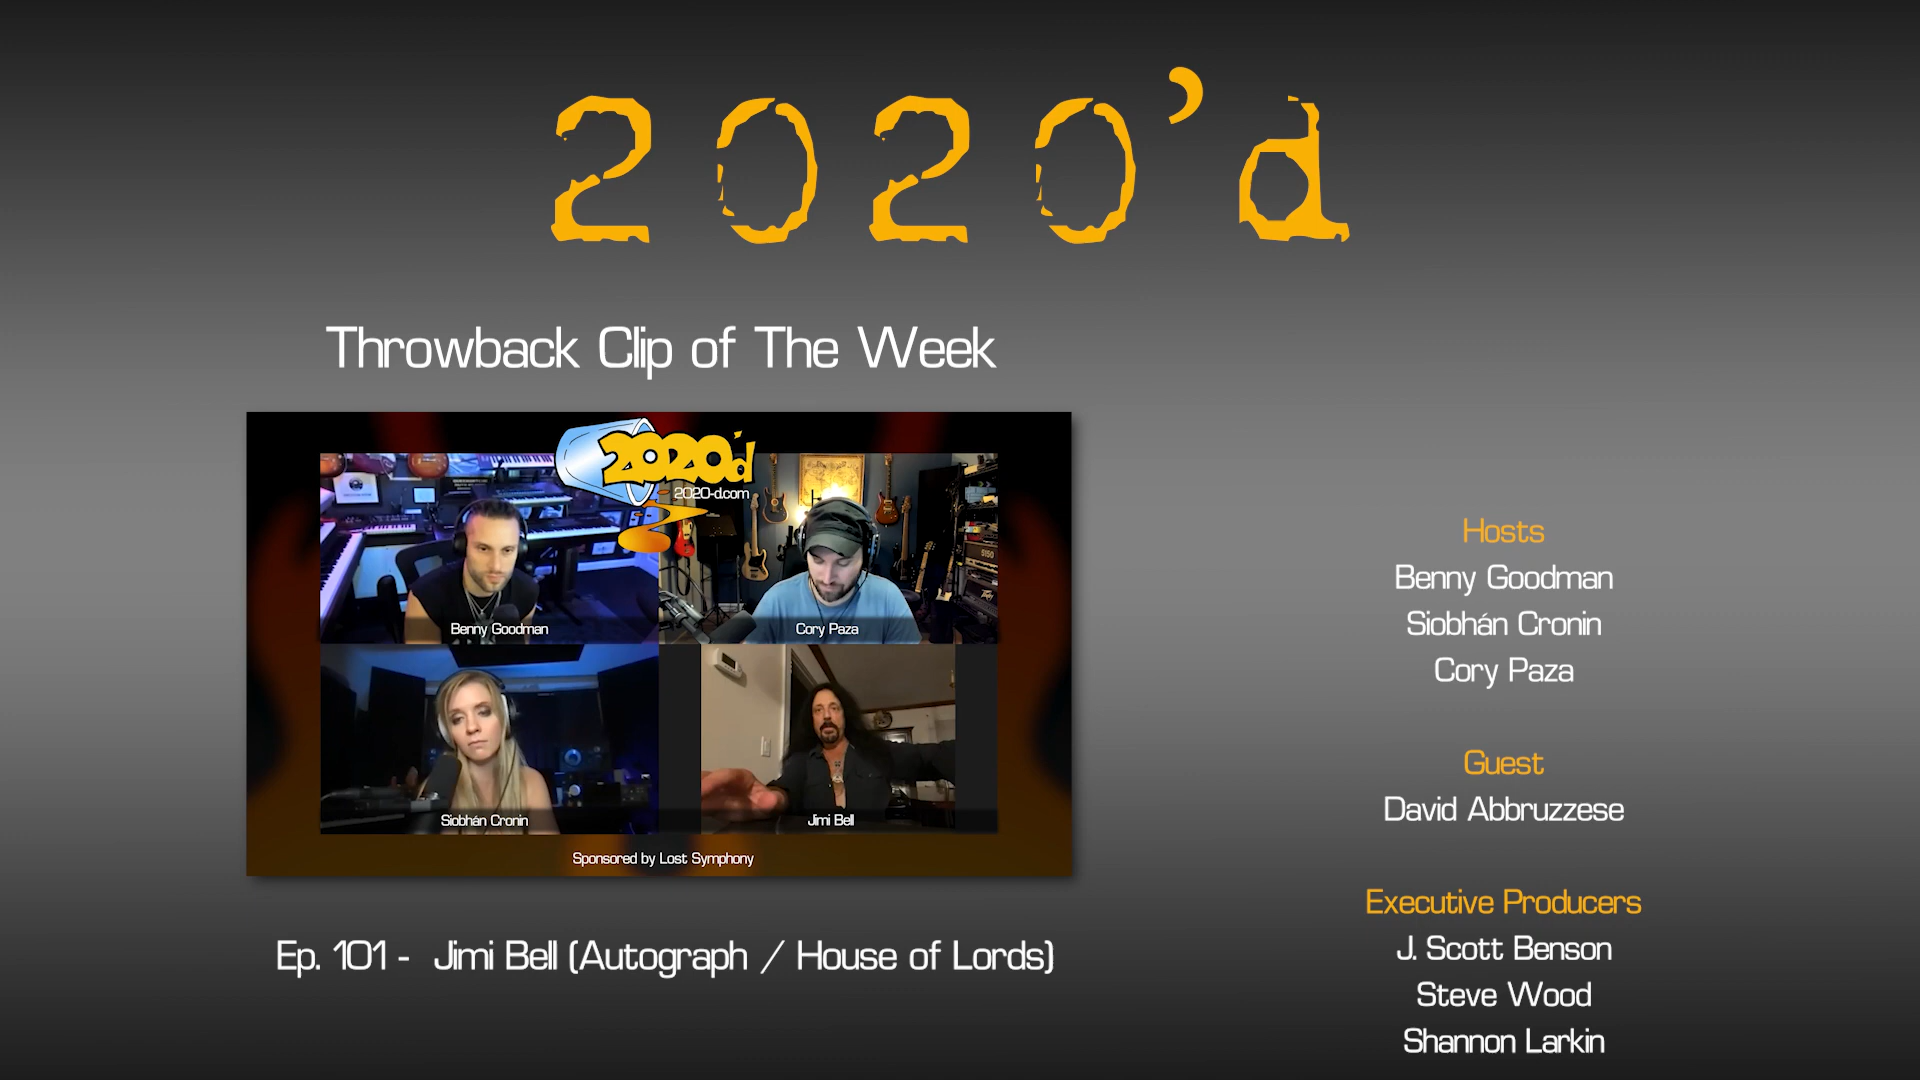 2020'd
Throwback Clip of The Week
2020'd
2020-d.com
Benny Goodman
Cory Paza
Siobhán Cronin
Jimi Bell
Sponsored by Lost Symphony
Ep. 101 - Jimi Bell (Autograph / House of Lords)
Hosts
Benny Goodman
Siobhán Cronin
Cory Paza
Guest
David Abbruzzese
Executive Producers
J. Scott Benson
Steve Wood
Shannon Larkin